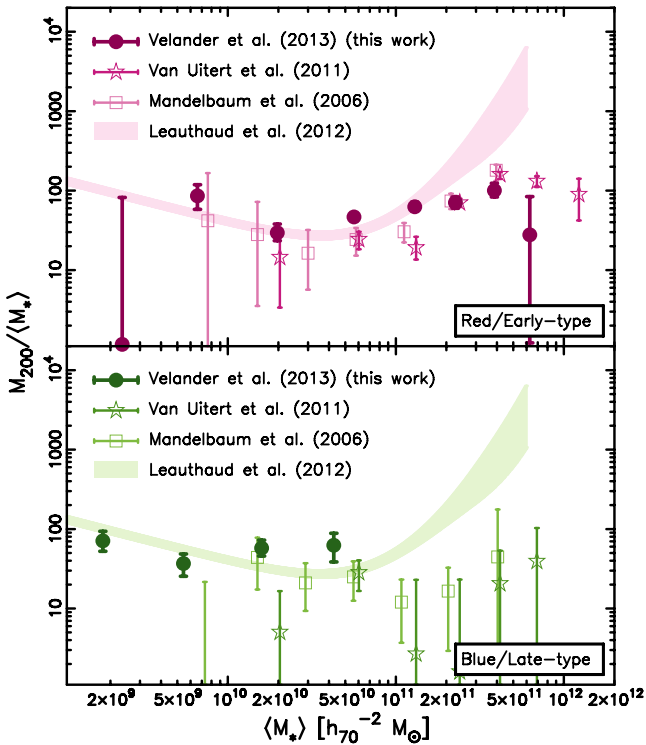 10⁴
Velander et al. (2013) (this work)
Van Uitert et al. (2011)
1000
Mandelbaum et al. (2006)
Leauthaud et al. (2012)
100
10
Red/Early-type
M₂₀₀/⟨M*⟩
10⁴
Velander et al. (2013) (this work)
Van Uitert et al. (2011)
1000
Mandelbaum et al. (2006)
Leauthaud et al. (2012)
100
10
Blue/Late-type
2×10⁹ 5×10⁹ 10¹⁰ 2×10¹⁰ 5×10¹⁰ 10¹¹ 2×10¹¹ 5×10¹¹ 10¹² 2×10¹²
⟨M*⟩ [h₇₀⁻² M⊙]